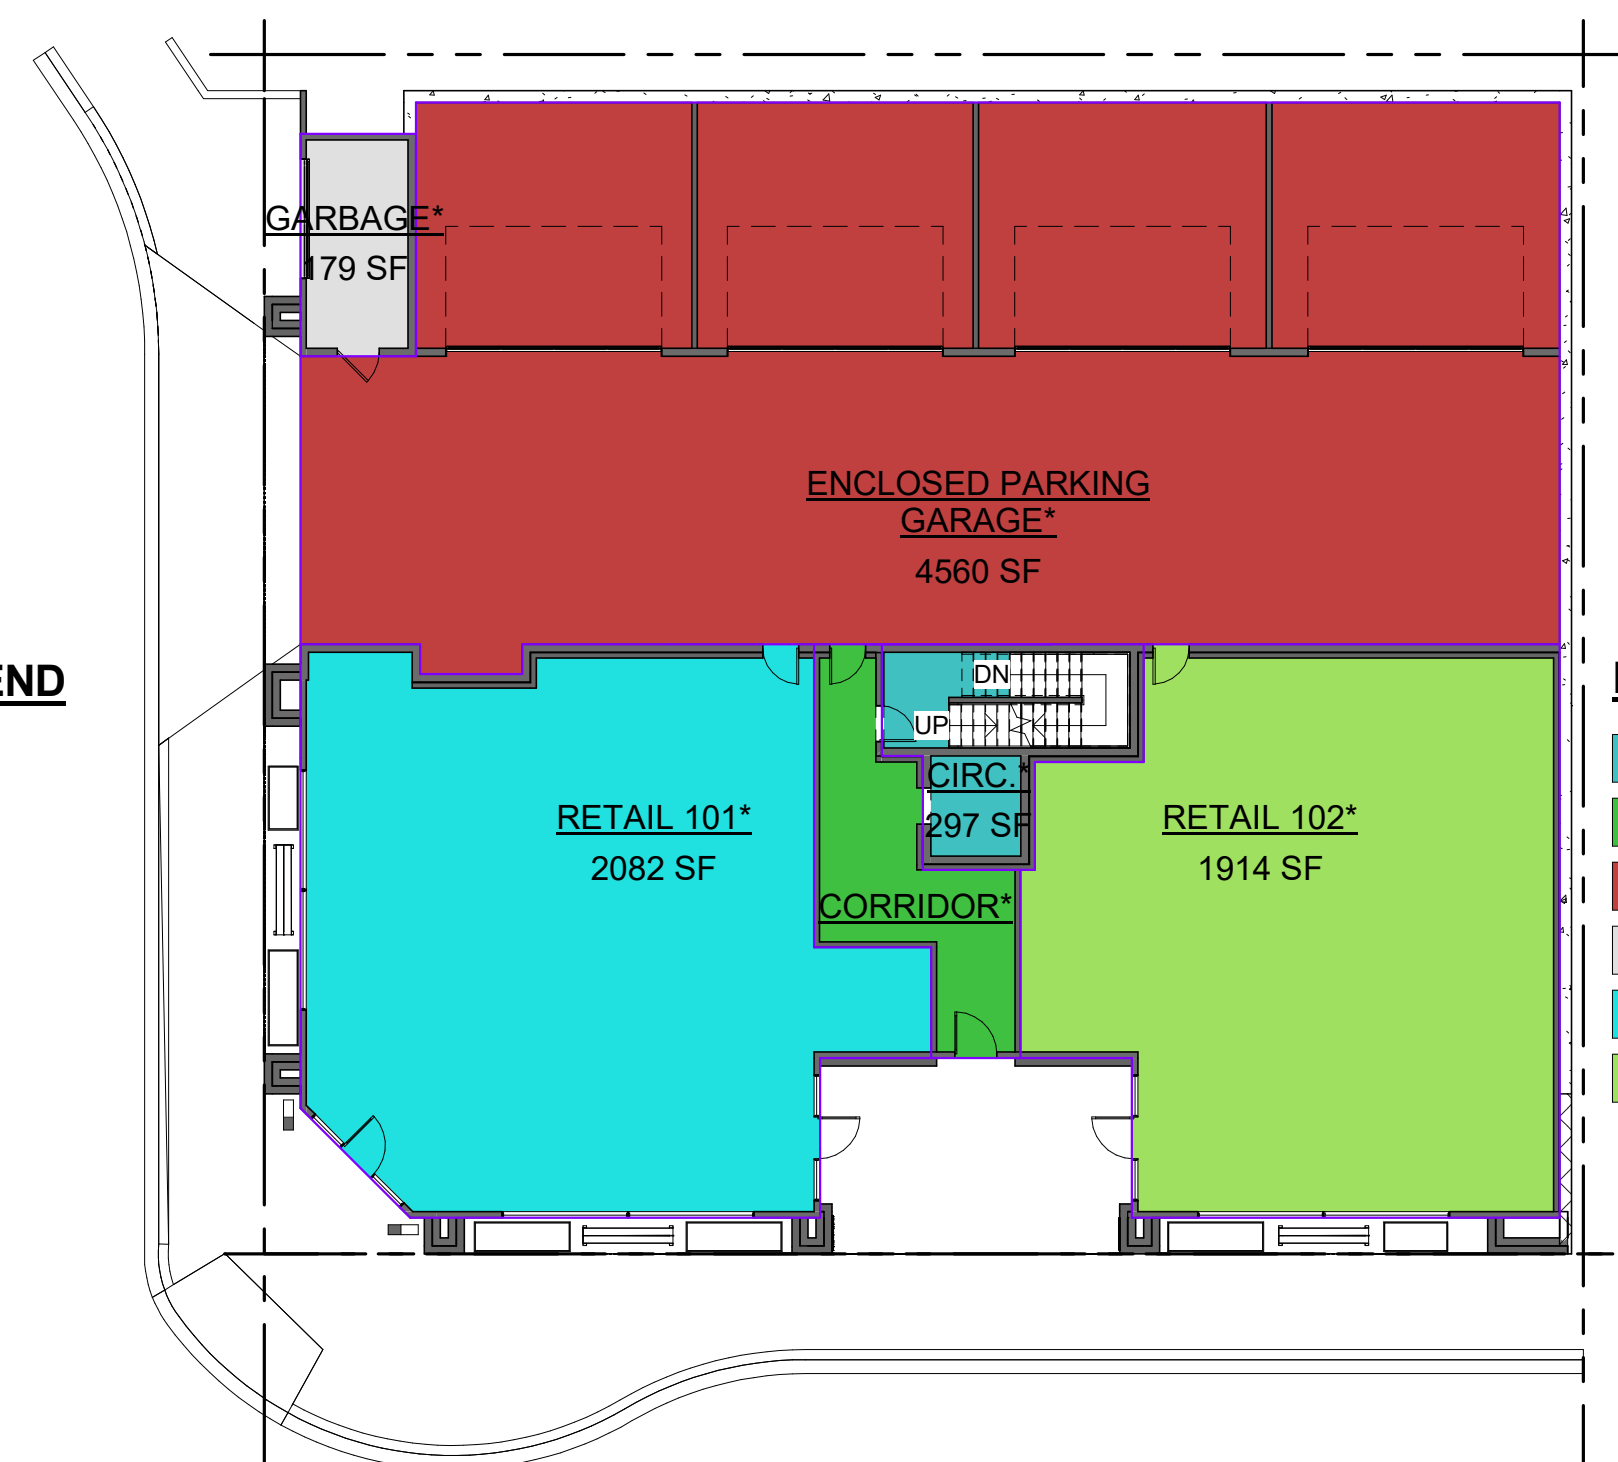 GARBAGE*
179 SF
ENCLOSED PARKING
GARAGE*
4560 SF
END
DN
UP
CIRC.*
297 SF
RETAIL 101*
2082 SF
RETAIL 102*
1914 SF
CORRIDOR*